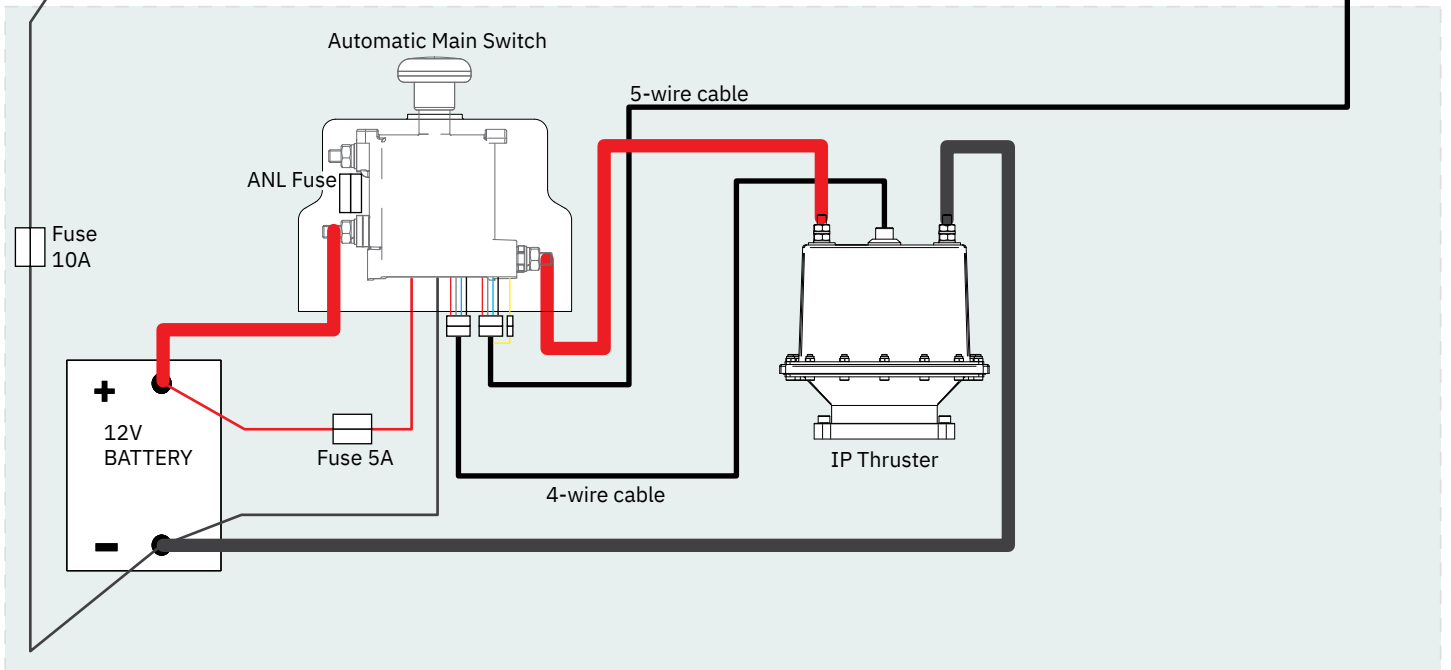 Automatic Main Switch
5-wire cable
ANL Fuse
Fuse
10A
+
12V
BATTERY
Fuse 5A
IP Thruster
4-wire cable
-